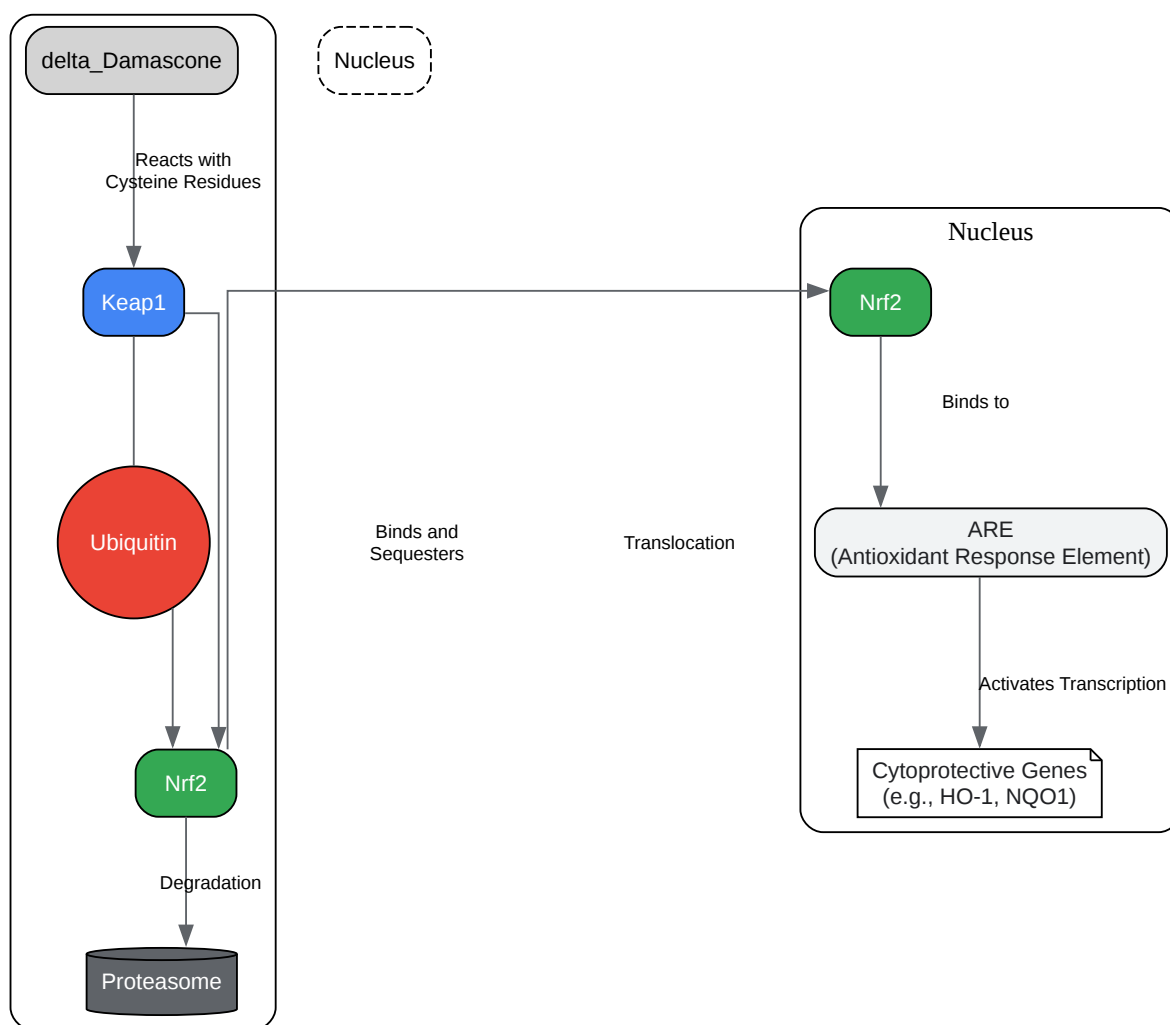 delta_Damascone
Nucleus
Reacts with
Cysteine Residues
Keap1
Ubiquitin
Nrf2
Degradation
Proteasome
Binds and
Sequesters
Translocation
Nucleus
Nrf2
Binds to
ARE
(Antioxidant Response Element)
Activates Transcription
Cytoprotective Genes
(e.g., HO-1, NQO1)